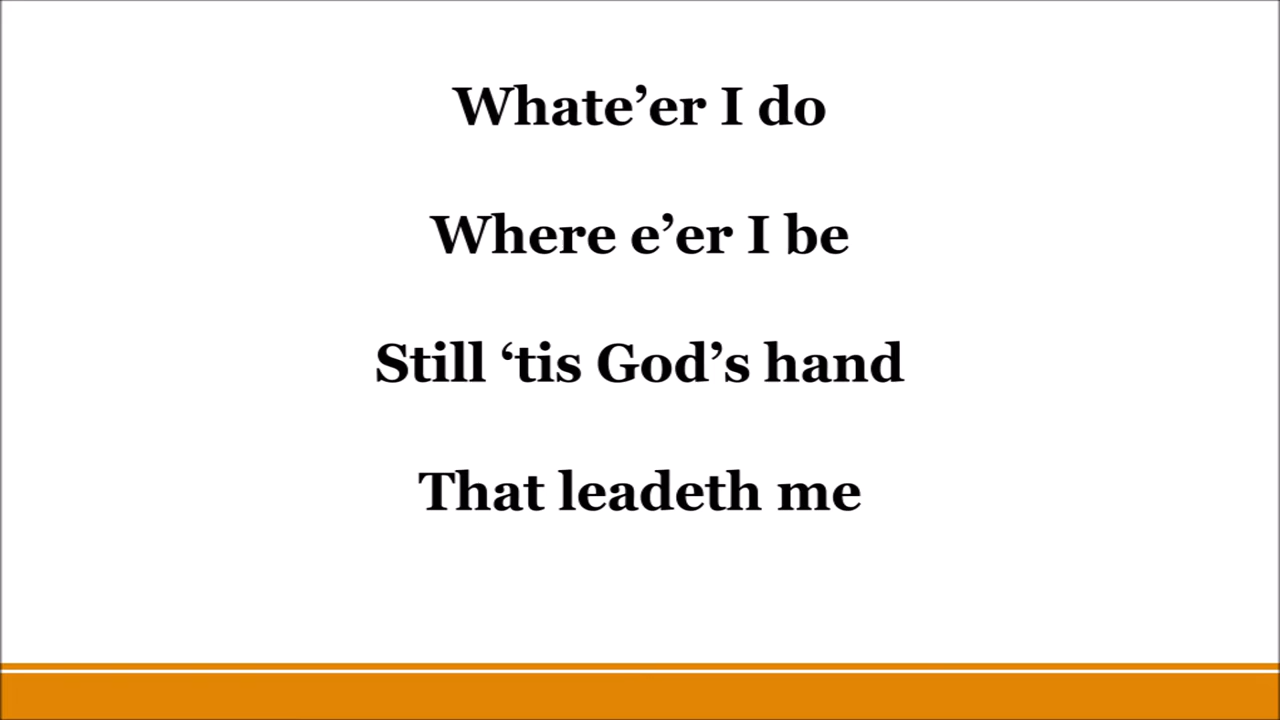 Whate’er I do
Where e’er I be
Still ‘tis God’s hand
That leadeth me